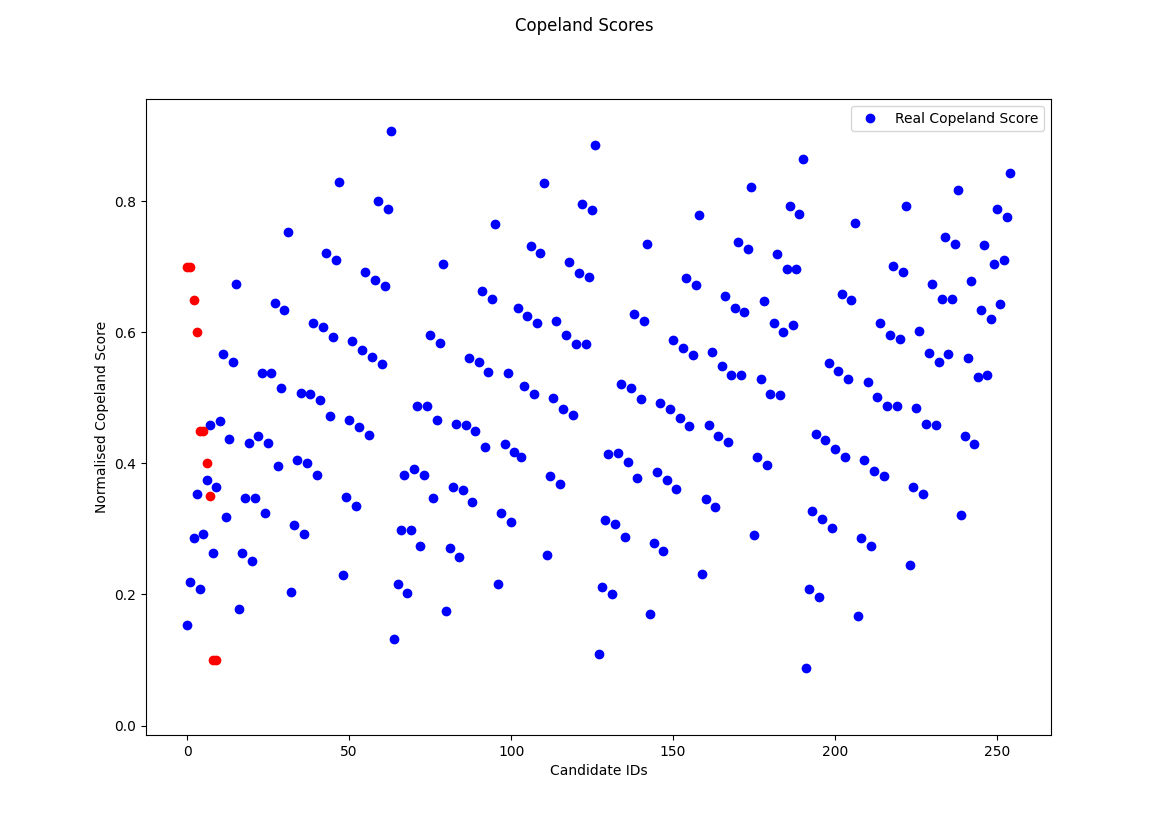 Copeland Scores
Real Copeland Score
Normalised Copeland Score
0.8
0.6
0.4
0.2
0.0
0 50 100 150 200 250
Candidate IDs